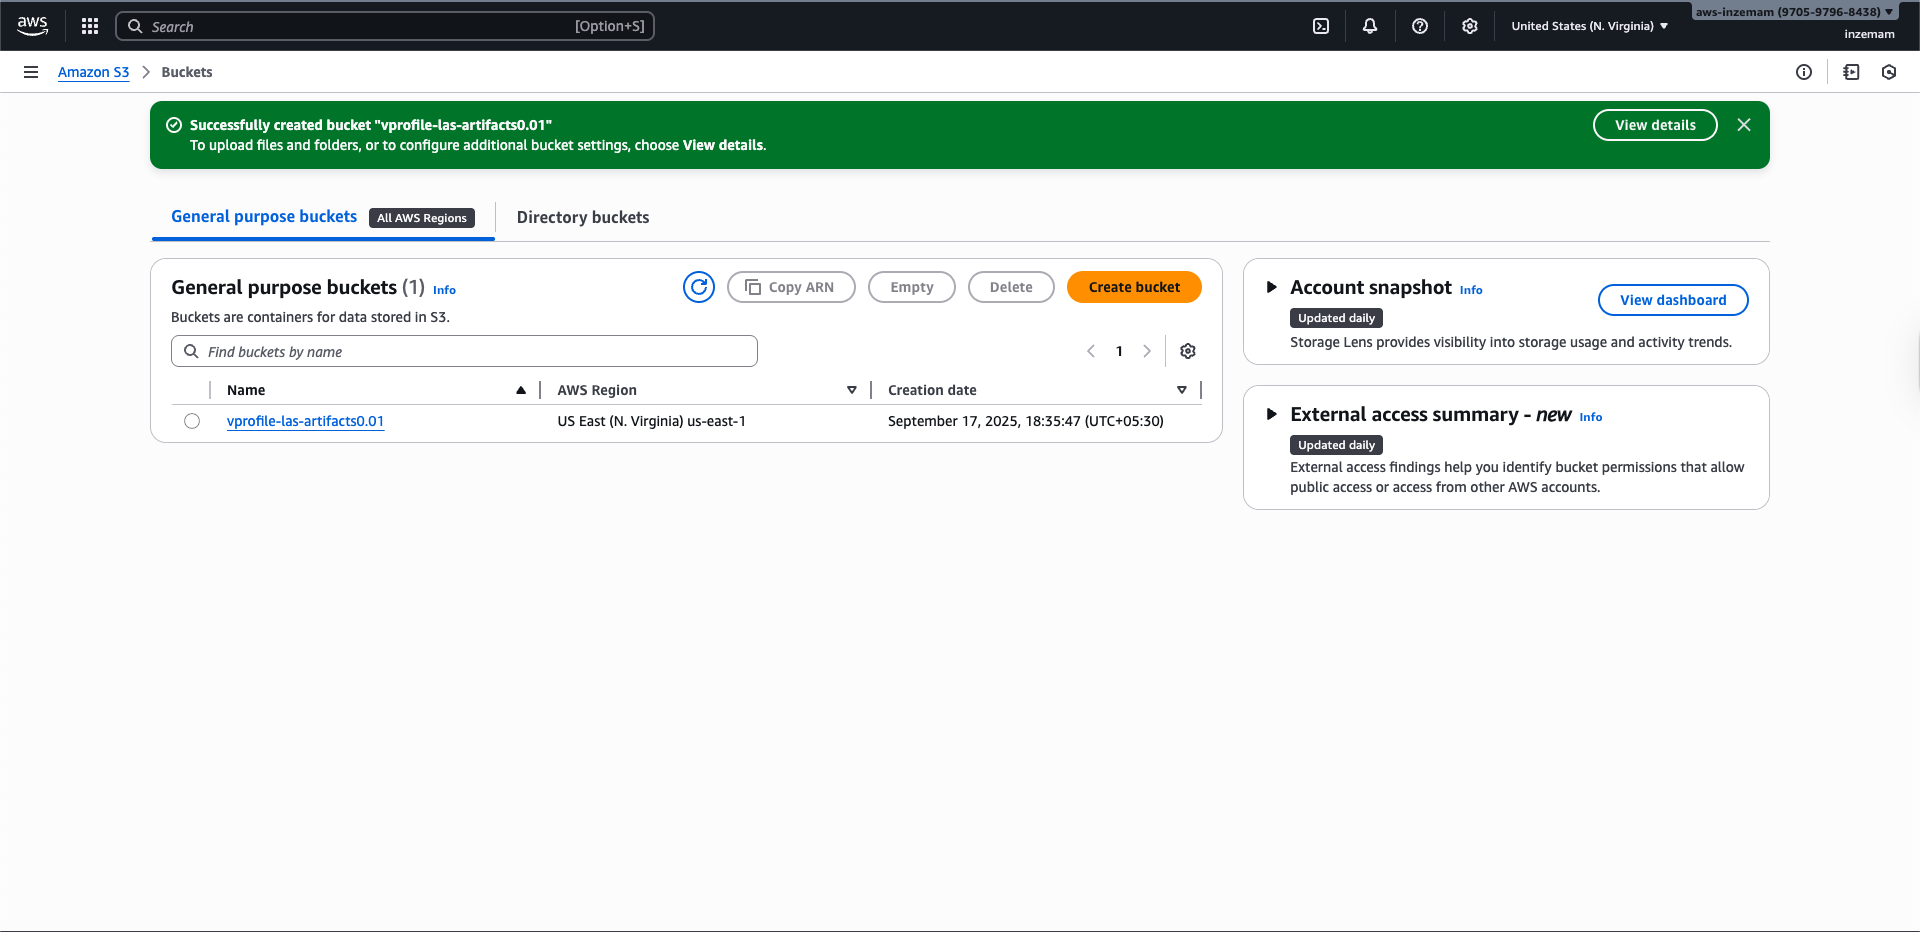 aws
Search [Option+S]
United States (N. Virginia)
aws-inzemam (9705-9796-8438)
inzemam
Amazon S3 Buckets
Successfully created bucket "vprofile-las-artifacts0.01"
To upload files and folders, or to configure additional bucket settings, choose View details.
View details
General purpose buckets All AWS Regions Directory buckets
General purpose buckets (1) Info
Copy ARN Empty Delete Create bucket
Buckets are containers for data stored in S3.
Find buckets by name
1
Name AWS Region Creation date
vprofile-las-artifacts0.01 US East (N. Virginia) us-east-1 September 17, 2025, 18:35:47 (UTC+05:30)
Account snapshot Info
View dashboard
Updated daily
Storage Lens provides visibility into storage usage and activity trends.
External access summary - new Info
Updated daily
External access findings help you identify bucket permissions that allow
public access or access from other AWS accounts.